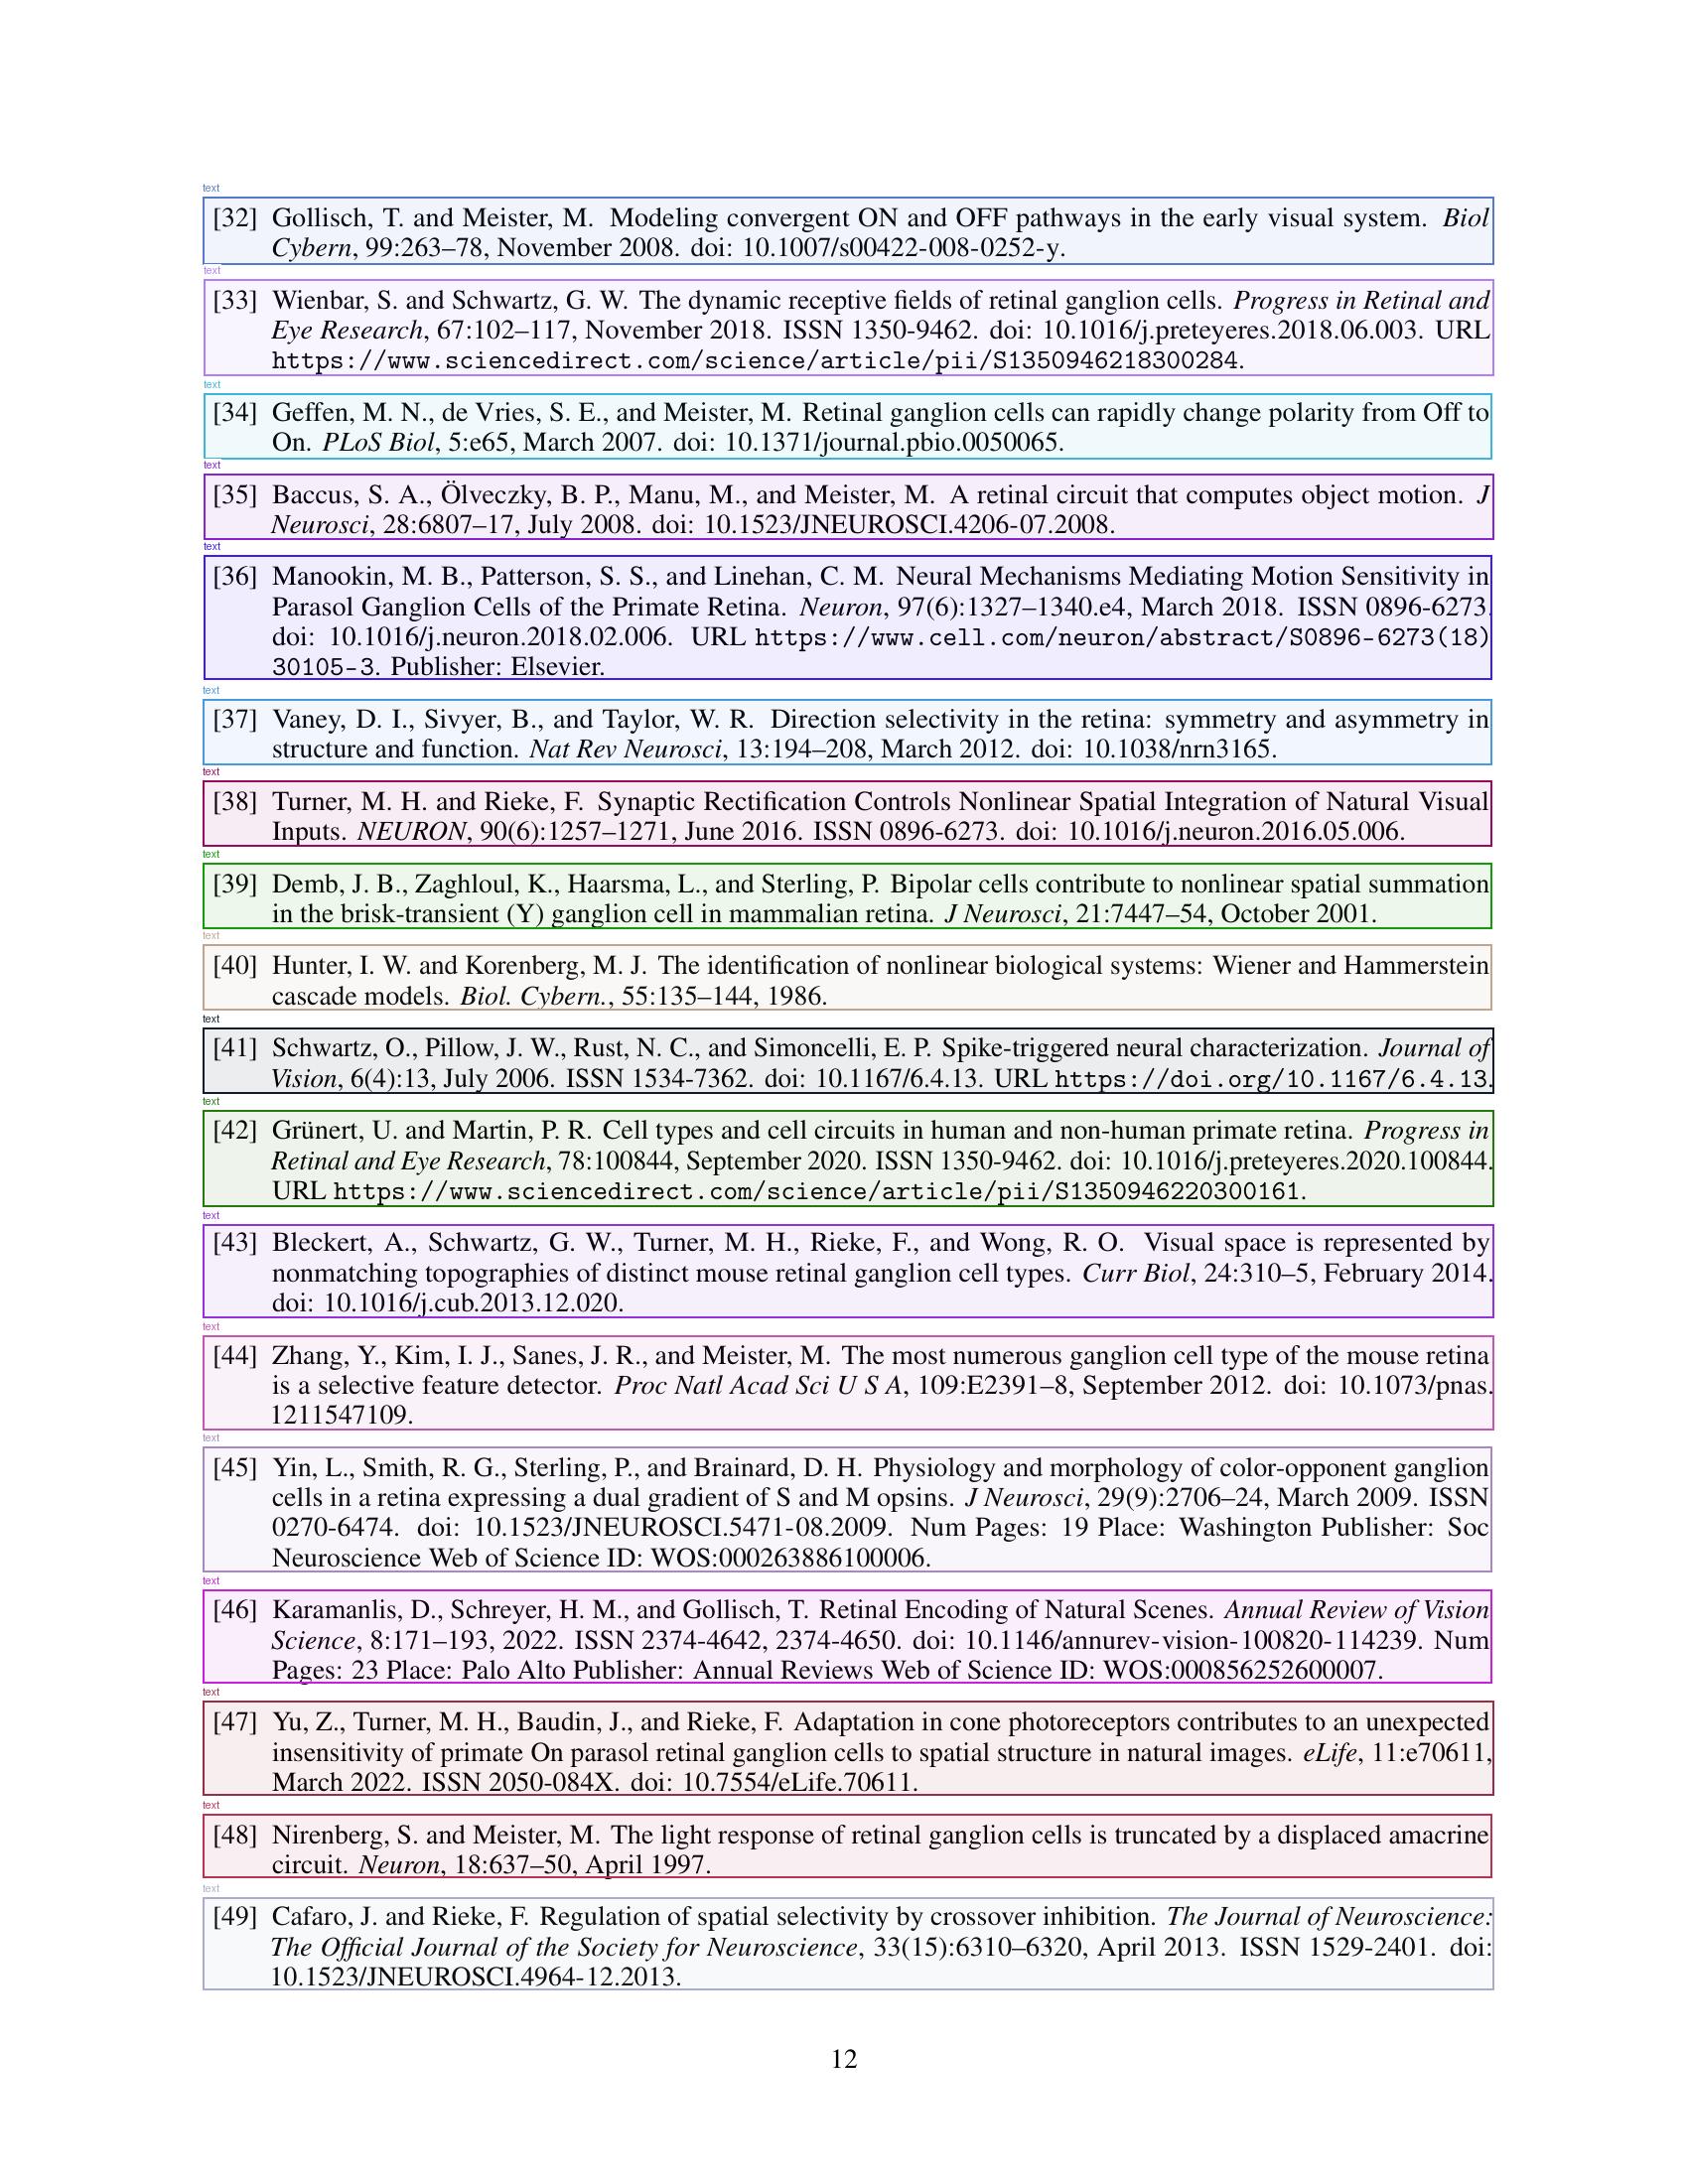 text
[32] Gollisch, T. and Meister, M. Modeling convergent ON and OFF pathways in the early visual system. Biol
Cybern, 99:263–78, November 2008. doi: 10.1007/s00422-008-0252-y.
text
[33] Wienbar, S. and Schwartz, G. W. The dynamic receptive fields of retinal ganglion cells. Progress in Retinal and
Eye Research, 67:102–117, November 2018. ISSN 1350-9462. doi: 10.1016/j.preteyeres.2018.06.003. URL
https://www.sciencedirect.com/science/article/pii/S1350946218300284.
text
[34] Geffen, M. N., de Vries, S. E., and Meister, M. Retinal ganglion cells can rapidly change polarity from Off to
On. PLoS Biol, 5:e65, March 2007. doi: 10.1371/journal.pbio.0050065.
text
[35] Baccus, S. A., Ölveczky, B. P., Manu, M., and Meister, M. A retinal circuit that computes object motion. J
Neurosci, 28:6807–17, July 2008. doi: 10.1523/JNEUROSCI.4206-07.2008.
text
[36] Manookin, M. B., Patterson, S. S., and Linehan, C. M. Neural Mechanisms Mediating Motion Sensitivity in
Parasol Ganglion Cells of the Primate Retina. Neuron, 97(6):1327–1340.e4, March 2018. ISSN 0896-6273.
doi: 10.1016/j.neuron.2018.02.006. URL https://www.cell.com/neuron/abstract/S0896-6273(18)
30105-3. Publisher: Elsevier.
text
[37] Vaney, D. I., Sivyer, B., and Taylor, W. R. Direction selectivity in the retina: symmetry and asymmetry in
structure and function. Nat Rev Neurosci, 13:194–208, March 2012. doi: 10.1038/nrn3165.
text
[38] Turner, M. H. and Rieke, F. Synaptic Rectification Controls Nonlinear Spatial Integration of Natural Visual
Inputs. NEURON, 90(6):1257–1271, June 2016. ISSN 0896-6273. doi: 10.1016/j.neuron.2016.05.006.
text
[39] Demb, J. B., Zaghloul, K., Haarsma, L., and Sterling, P. Bipolar cells contribute to nonlinear spatial summation
in the brisk-transient (Y) ganglion cell in mammalian retina. J Neurosci, 21:7447–54, October 2001.
text
[40] Hunter, I. W. and Korenberg, M. J. The identification of nonlinear biological systems: Wiener and Hammerstein
cascade models. Biol. Cybern., 55:135–144, 1986.
text
[41] Schwartz, O., Pillow, J. W., Rust, N. C., and Simoncelli, E. P. Spike-triggered neural characterization. Journal of
Vision, 6(4):13, July 2006. ISSN 1534-7362. doi: 10.1167/6.4.13. URL https://doi.org/10.1167/6.4.13.
text
[42] Grünert, U. and Martin, P. R. Cell types and cell circuits in human and non-human primate retina. Progress in
Retinal and Eye Research, 78:100844, September 2020. ISSN 1350-9462. doi: 10.1016/j.preteyeres.2020.100844.
URL https://www.sciencedirect.com/science/article/pii/S1350946220300161.
text
[43] Bleckert, A., Schwartz, G. W., Turner, M. H., Rieke, F., and Wong, R. O. Visual space is represented by
nonmatching topographies of distinct mouse retinal ganglion cell types. Curr Biol, 24:310–5, February 2014.
doi: 10.1016/j.cub.2013.12.020.
text
[44] Zhang, Y., Kim, I. J., Sanes, J. R., and Meister, M. The most numerous ganglion cell type of the mouse retina
is a selective feature detector. Proc Natl Acad Sci U S A, 109:E2391–8, September 2012. doi: 10.1073/pnas.
1211547109.
text
[45] Yin, L., Smith, R. G., Sterling, P., and Brainard, D. H. Physiology and morphology of color-opponent ganglion
cells in a retina expressing a dual gradient of S and M opsins. J Neurosci, 29(9):2706–24, March 2009. ISSN
0270-6474. doi: 10.1523/JNEUROSCI.5471-08.2009. Num Pages: 19 Place: Washington Publisher: Soc
Neuroscience Web of Science ID: WOS:000263886100006.
text
[46] Karamanlis, D., Schreyer, H. M., and Gollisch, T. Retinal Encoding of Natural Scenes. Annual Review of Vision
Science, 8:171–193, 2022. ISSN 2374-4642, 2374-4650. doi: 10.1146/annurev-vision-100820-114239. Num
Pages: 23 Place: Palo Alto Publisher: Annual Reviews Web of Science ID: WOS:000856252600007.
text
[47] Yu, Z., Turner, M. H., Baudin, J., and Rieke, F. Adaptation in cone photoreceptors contributes to an unexpected
insensitivity of primate On parasol retinal ganglion cells to spatial structure in natural images. eLife, 11:e70611,
March 2022. ISSN 2050-084X. doi: 10.7554/eLife.70611.
text
[48] Nirenberg, S. and Meister, M. The light response of retinal ganglion cells is truncated by a displaced amacrine
circuit. Neuron, 18:637–50, April 1997.
text
[49] Cafaro, J. and Rieke, F. Regulation of spatial selectivity by crossover inhibition. The Journal of Neuroscience:
The Official Journal of the Society for Neuroscience, 33(15):6310–6320, April 2013. ISSN 1529-2401. doi:
10.1523/JNEUROSCI.4964-12.2013.
12